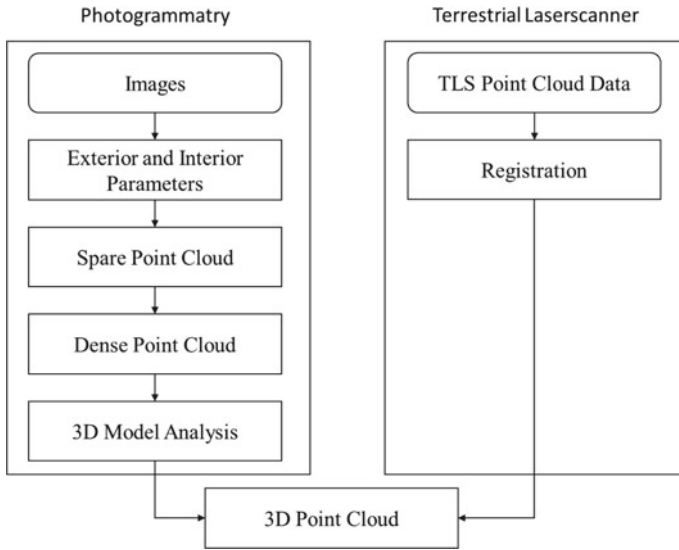 Photogrammatry
Images
Exterior and Interior
Parameters
Spare Point Cloud
Dense Point Cloud
3D Model Analysis
Terrestrial Laserscanner
TLS Point Cloud Data
Registration
3D Point Cloud